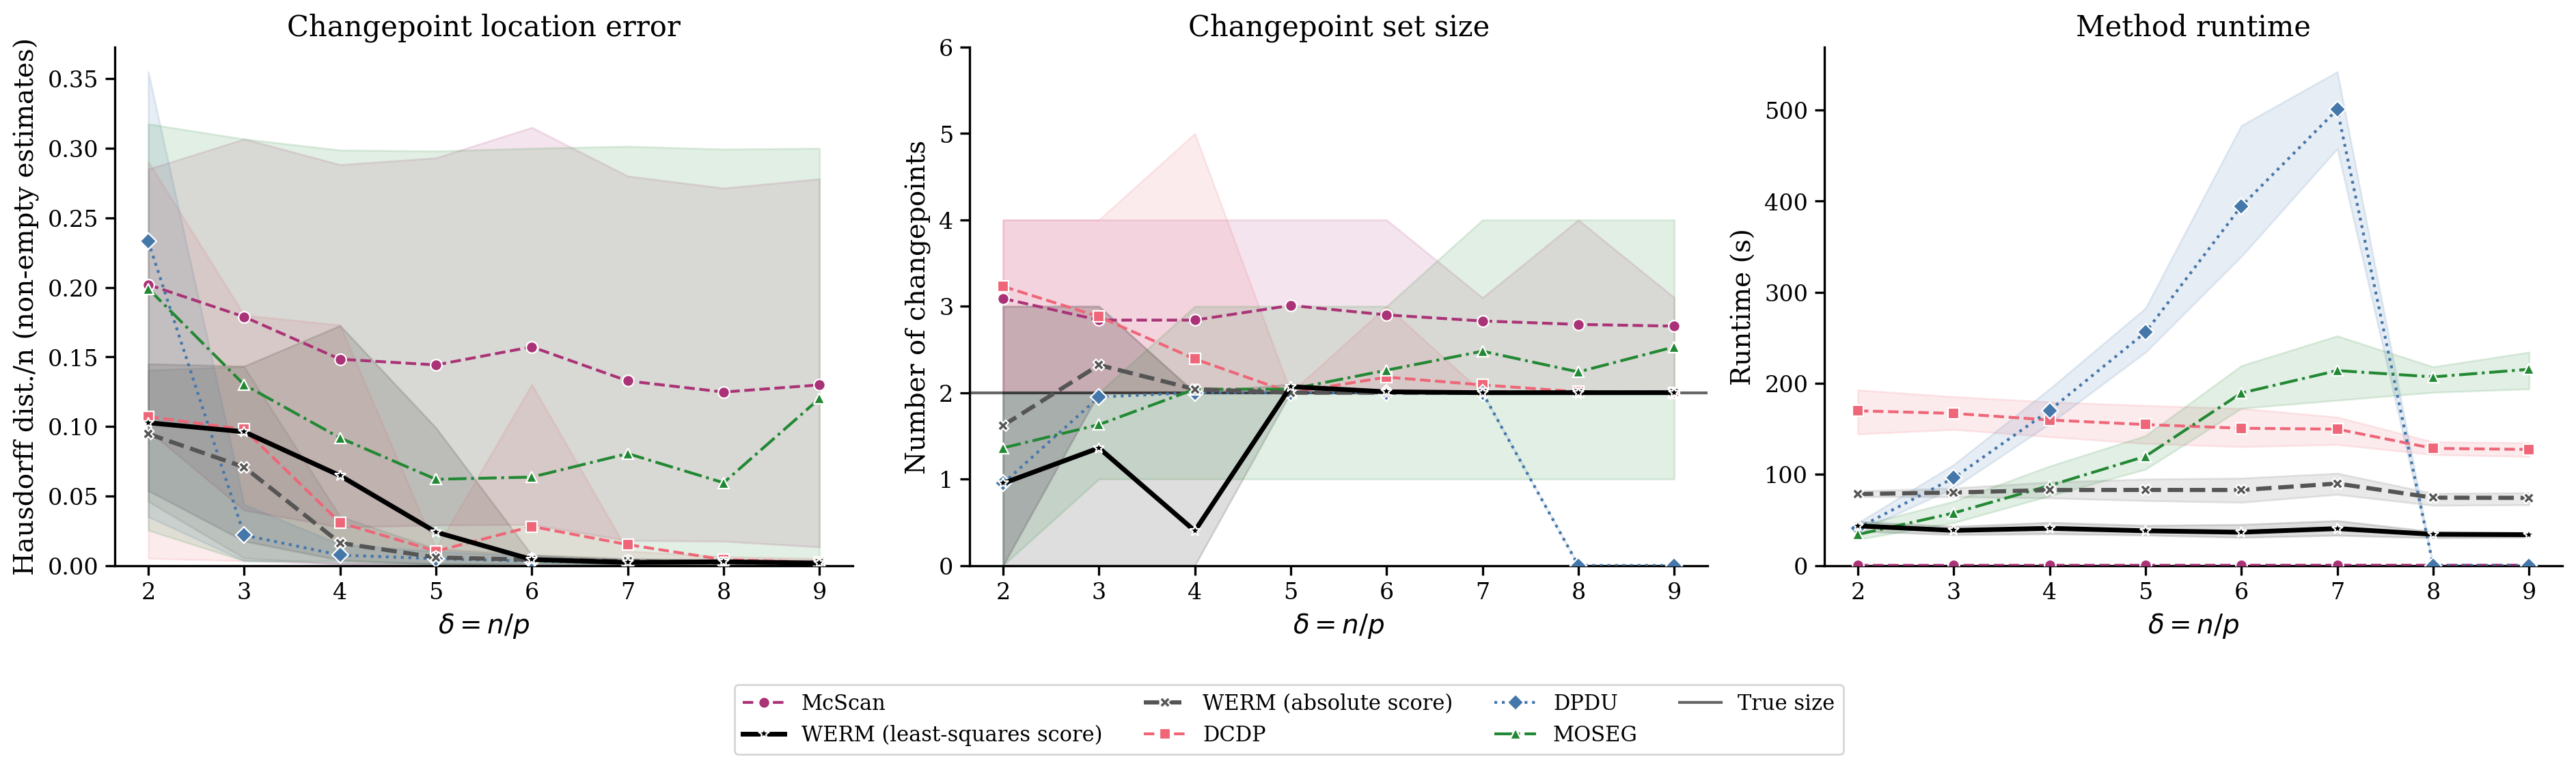 Changepoint location error
Hausdorff dist./n (non-empty estimates)
0.35
0.30
0.25
0.20
0.15
0.10
0.05
0.00
2 3 4 5 6 7 8 9
δ = n/p
Changepoint set size
Number of changepoints
6
5
4
3
2
1
0
2 3 4 5 6 7 8 9
δ = n/p
Method runtime
Runtime (s)
500
400
300
200
100
0
2 3 4 5 6 7 8 9
δ = n/p
McScan
WERM (least-squares score)
WERM (absolute score)
DCDP
DPDU
MOSEG
True size